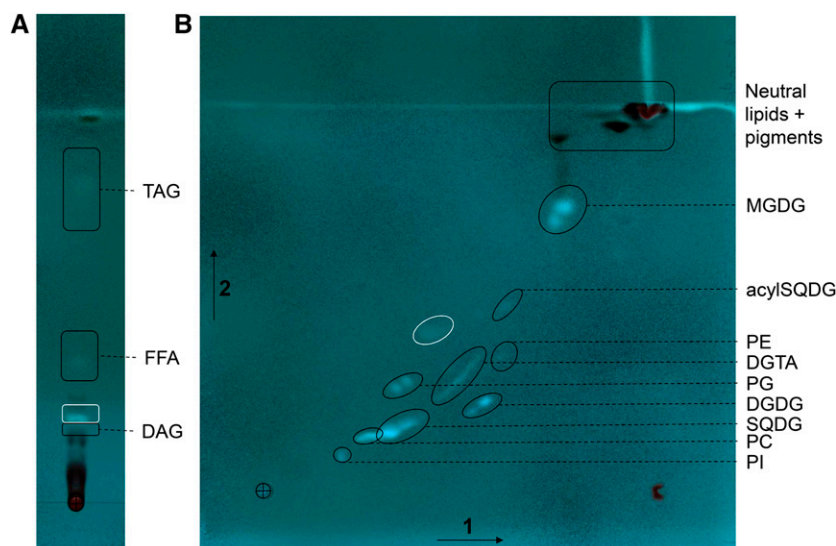 A
B
TAG
FFA
DAG
2
1
Neutral
lipids +
pigments
MGDG
acylSQDG
PE
DGTA
PG
DGDG
SQDG
PC
PI